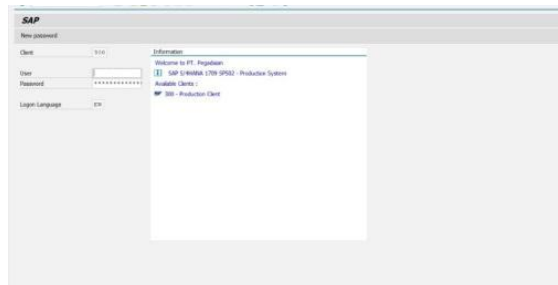 SAP
New password
Client
Information
Welcome to PT. Pegadaian
SAP S/4HANA 1709 SPS02 - Production System
User
Password
************
Available Clients :
- Production Client
Logon Language
EN